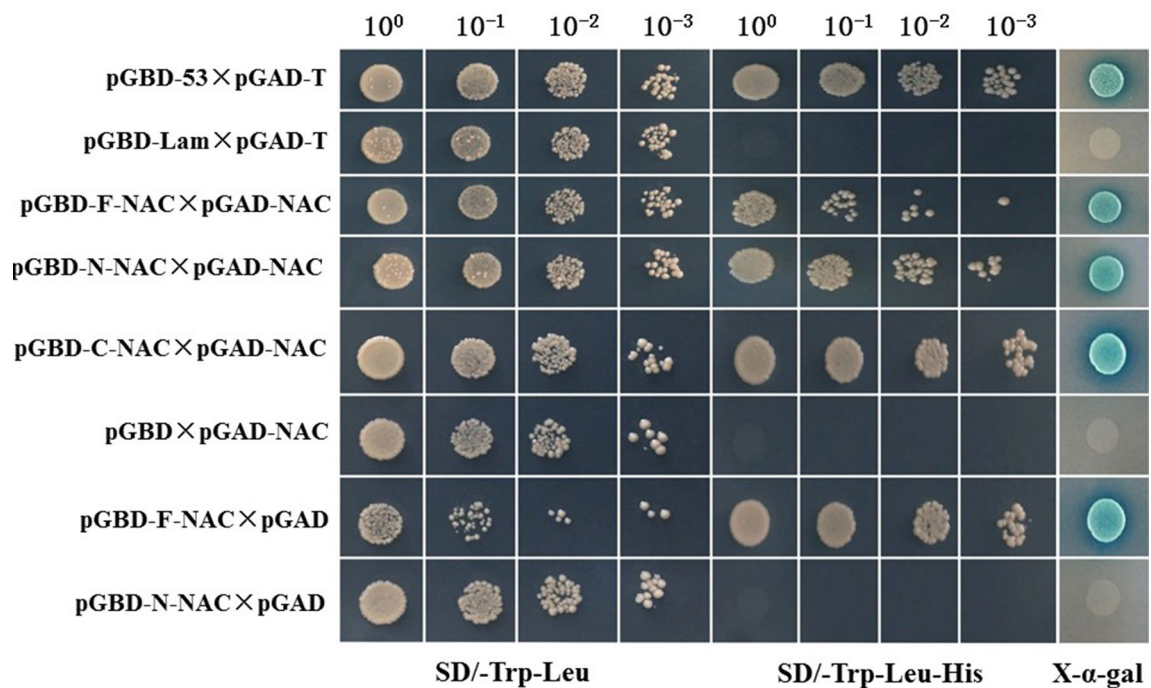 10⁰ 10⁻¹ 10⁻² 10⁻³ 10⁰ 10⁻¹ 10⁻² 10⁻³
pGBD-53×pGAD-T
pGBD-Lam×pGAD-T
pGBD-F-NAC×pGAD-NAC
pGBD-N-NAC×pGAD-NAC
pGBD-C-NAC×pGAD-NAC
pGBD×pGAD-NAC
pGBD-F-NAC×pGAD
pGBD-N-NAC×pGAD
SD/-Trp-Leu SD/-Trp-Leu-His X-α-gal